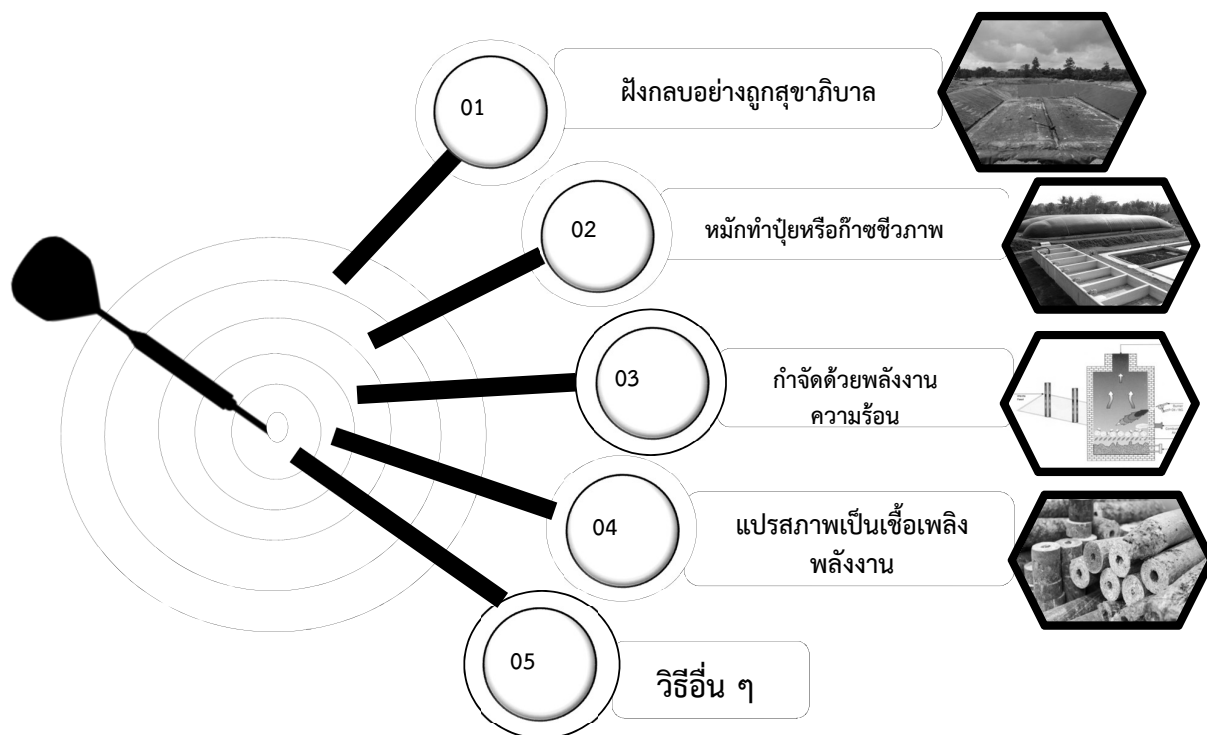 01
ฝังกลบอย่างถูกสุขาภิบาล
02
หมักทำปุ๋ยหรือก๊าซชีวภาพ
03
กำจัดด้วยพลังงาน
ความร้อน
04
แปรสภาพเป็นเชื้อเพลิง
พลังงาน
05
วิธีอื่น ๆ